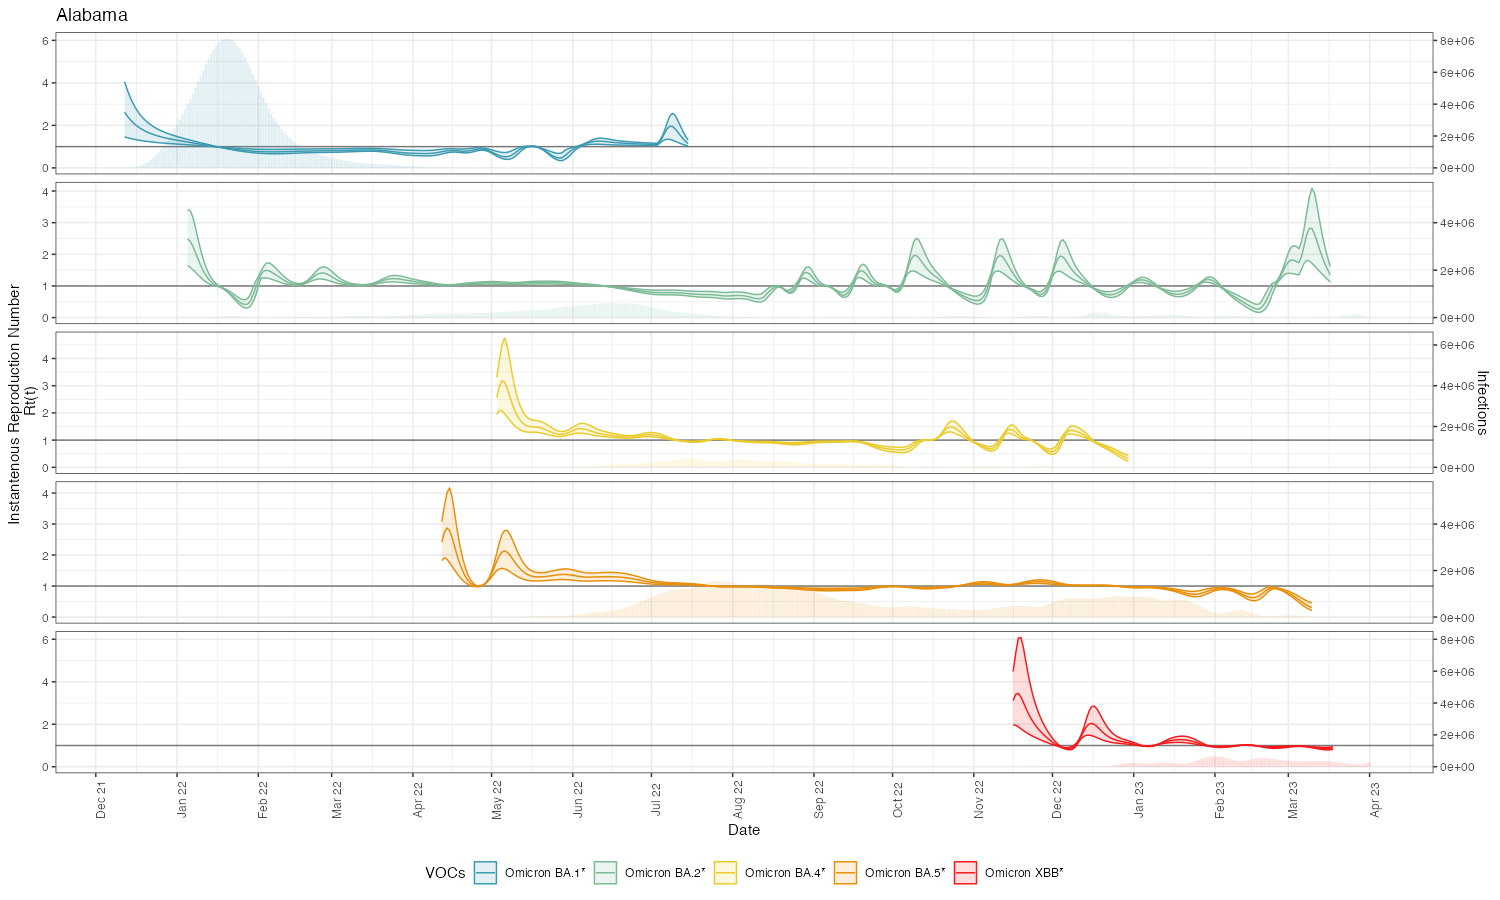 Alabama
6
4
2
0
8e+06
6e+06
4e+06
2e+06
0e+00
4
3
2
1
0
4e+06
2e+06
0e+00
4
3
2
1
0
6e+06
4e+06
2e+06
0e+00
4
3
2
1
0
4e+06
2e+06
0e+00
6
4
2
0
8e+06
6e+06
4e+06
2e+06
0e+00
Instantenous Reproduction Number
Rt(t)
Infections
Dec 21
Jan 22
Feb 22
Mar 22
Apr 22
May 22
Jun 22
Jul 22
Aug 22
Sep 22
Oct 22
Nov 22
Dec 22
Jan 23
Feb 23
Mar 23
Apr 23
Date
VOCs Omicron BA.1* Omicron BA.2* Omicron BA.4* Omicron BA.5* Omicron XBB*